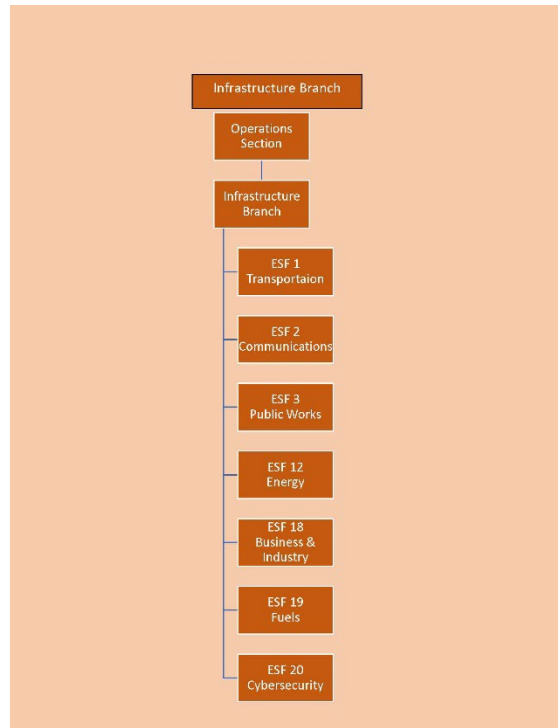 Infrastructure Branch
Operations
Section
Infrastructure
Branch
ESF 1
Transportaion
ESF 2
Communications
ESF 3
Public Works
ESF 12
Energy
ESF 18
Business &
Industry
ESF 19
Fuels
ESF 20
Cybersecurity